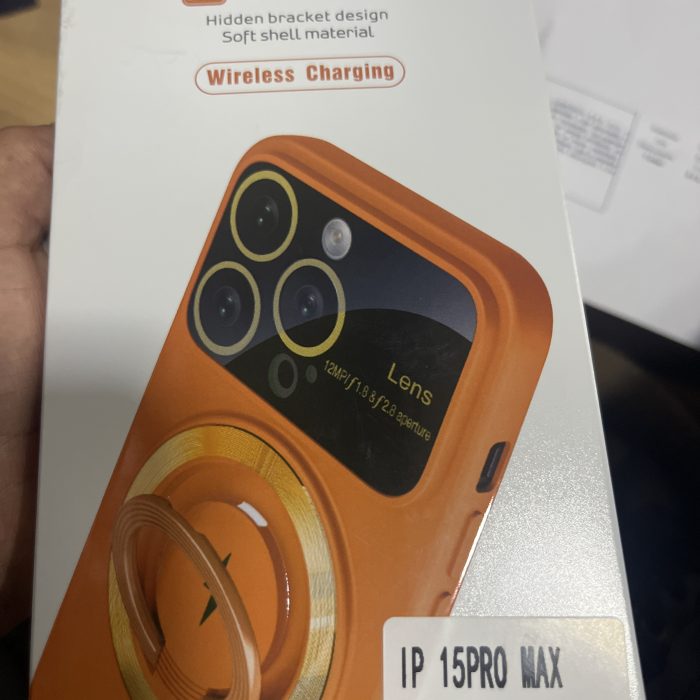 Hidden bracket design
Soft shell material
Wireless Charging
Lens
12MP/ƒ1.8 &ƒ2.8 aperture
IP 15PRO MAX